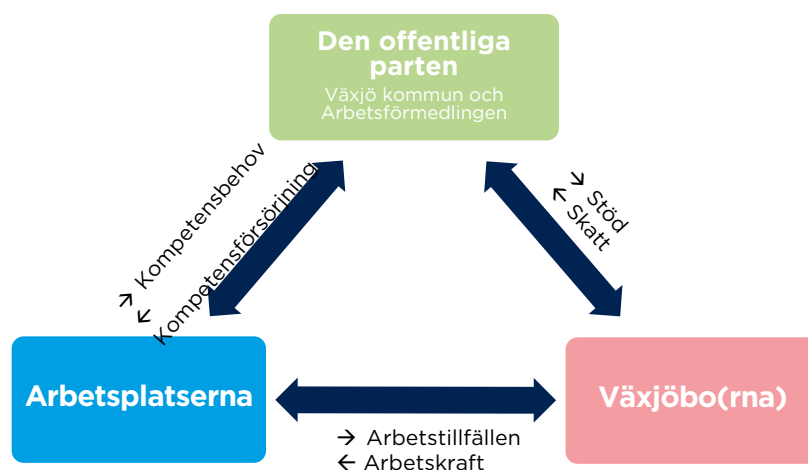 Den offentliga
parten
Växjö kommun och
Arbetsförmedlingen
→ Kompetensbehov
← Kompetensförsörjning
→ Stöd
← Skatt
Arbetsplatserna
Växjöbo(rna)
→ Arbetstillfällen
← Arbetskraft